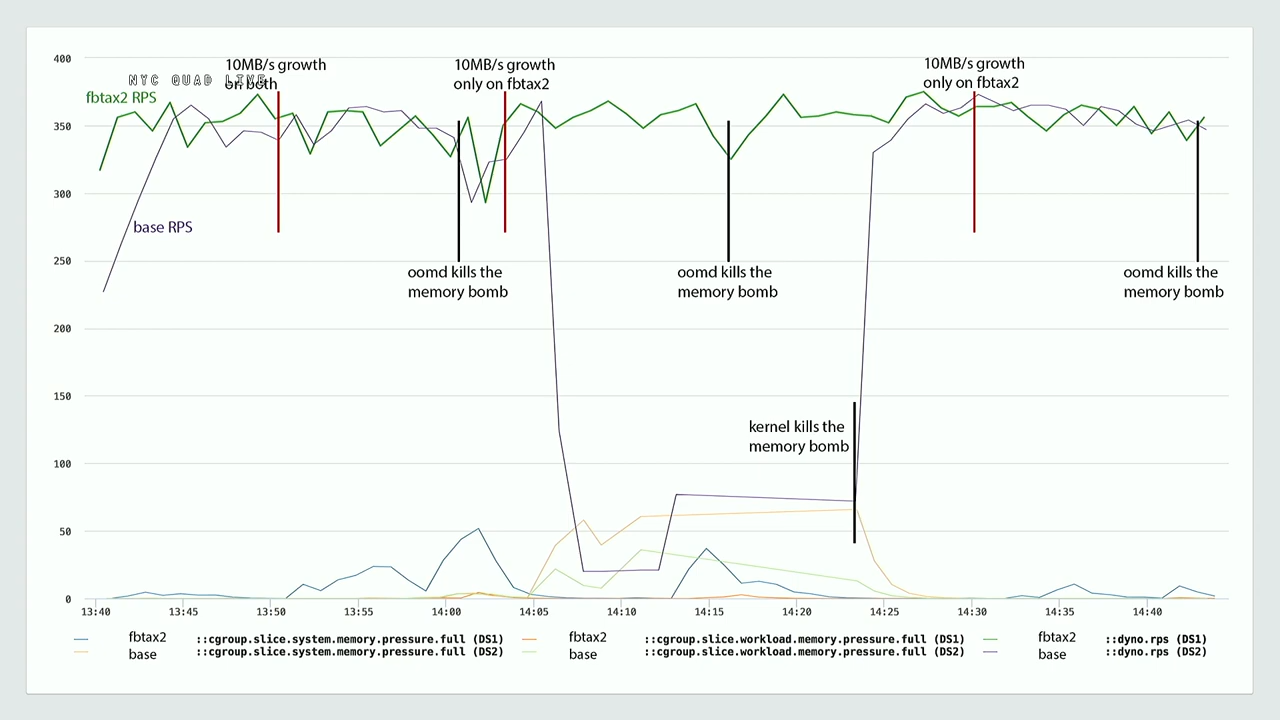 400
10MB/s growth
on both
10MB/s growth
only on fbtax2
10MB/s growth
only on fbtax2
NYC QUAD LINE
fbtax2 RPS
350
300
base RPS
250
oomd kills the
memory bomb
oomd kills the
memory bomb
oomd kills the
memory bomb
200
150
kernel kills the
memory bomb
100
50
0
13:40 13:45 13:50 13:55 14:00 14:05 14:10 14:15 14:20 14:25 14:30 14:35 14:40
fbtax2 ::cgroup.slice.system.memory.pressure.full (DS1) fbtax2 ::cgroup.slice.workload.memory.pressure.full (DS1) fbtax2 ::dyno.rps (DS1)
base ::cgroup.slice.system.memory.pressure.full (DS2) base ::cgroup.slice.workload.memory.pressure.full (DS2) base ::dyno.rps (DS2)